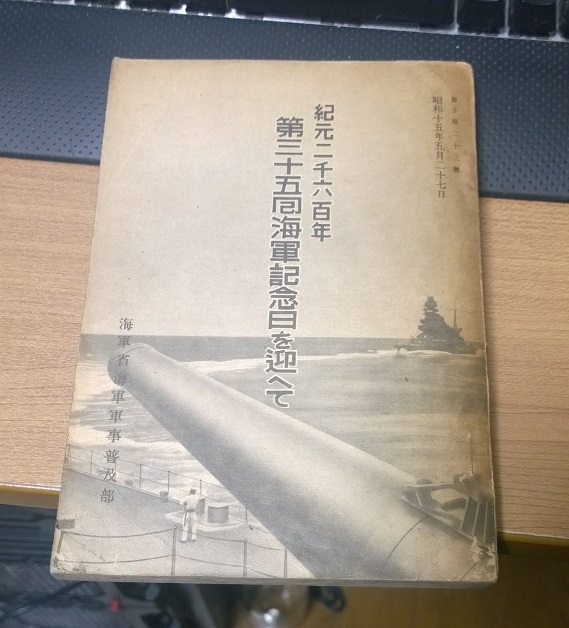 昭和十五年五月二十七日
紀元二千六百年
第三十五回海軍記念日を迎へて
海軍省海軍軍事普及部